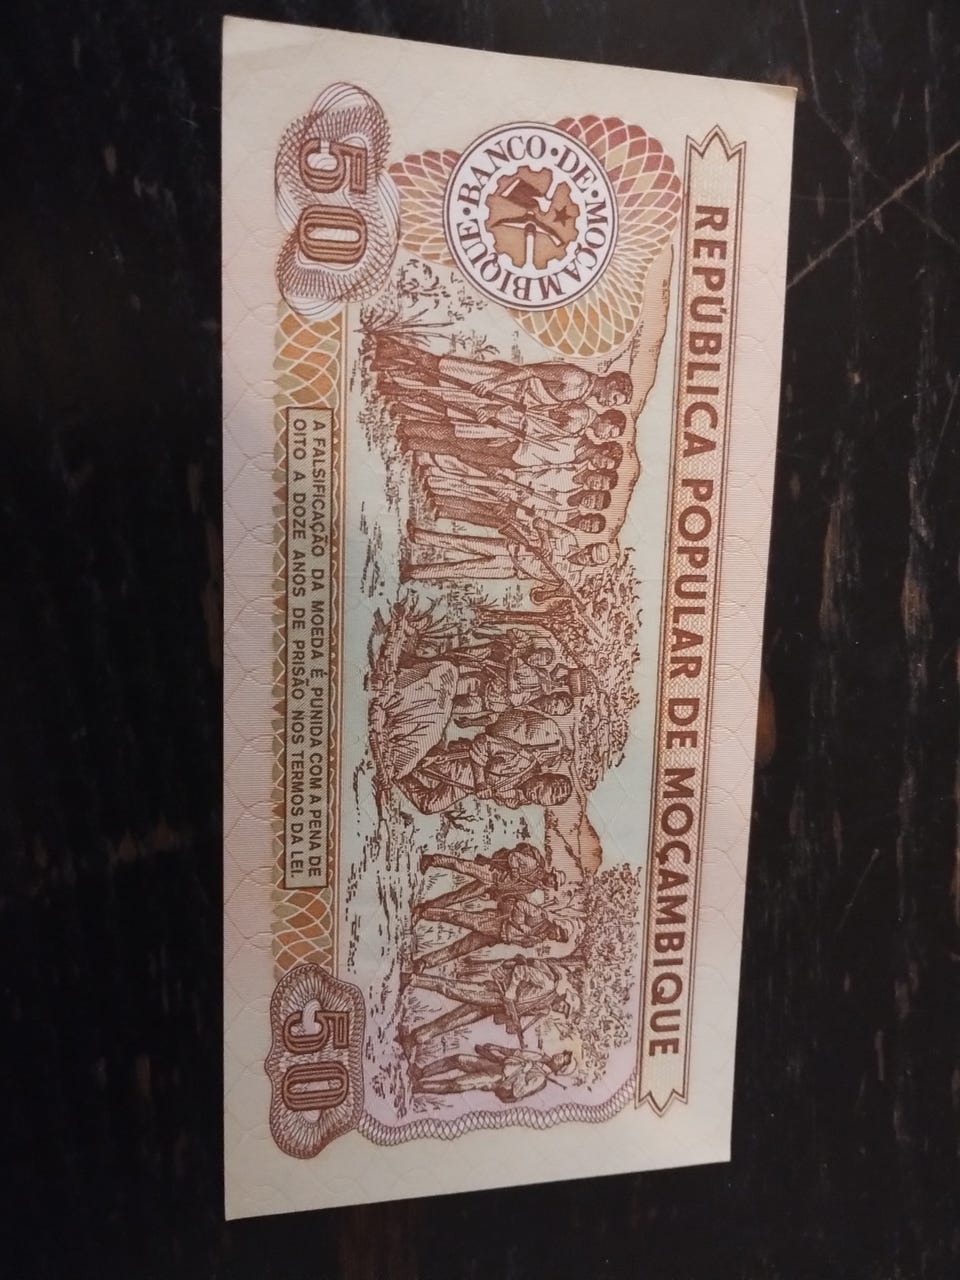 REPÚBLICA POPULAR DE MOÇAMBIQUE
BANCO·DE·MOÇAMBIQUE·
50
A FALSIFICAÇÃO DA MOEDA É PUNIDA COM A PENA DE
OITO A DOZE ANOS DE PRISÃO NOS TERMOS DA LEI.
50